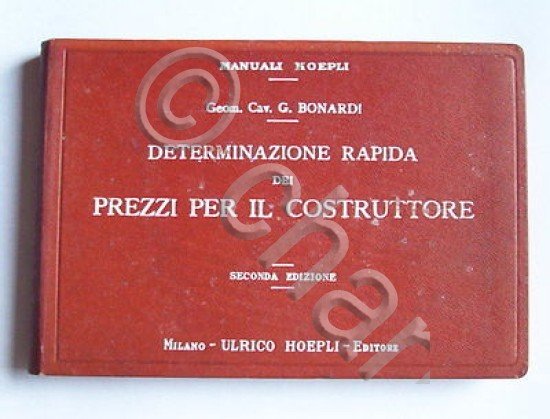 MANUALI HOEPLI
Geom. Cav. G. BONARDI
DETERMINAZIONE RAPIDA
DEI
PREZZI PER IL COSTRUTTORE
SECONDA EDIZIONE
MILANO - ULRICO HOEPLI - EDITORE